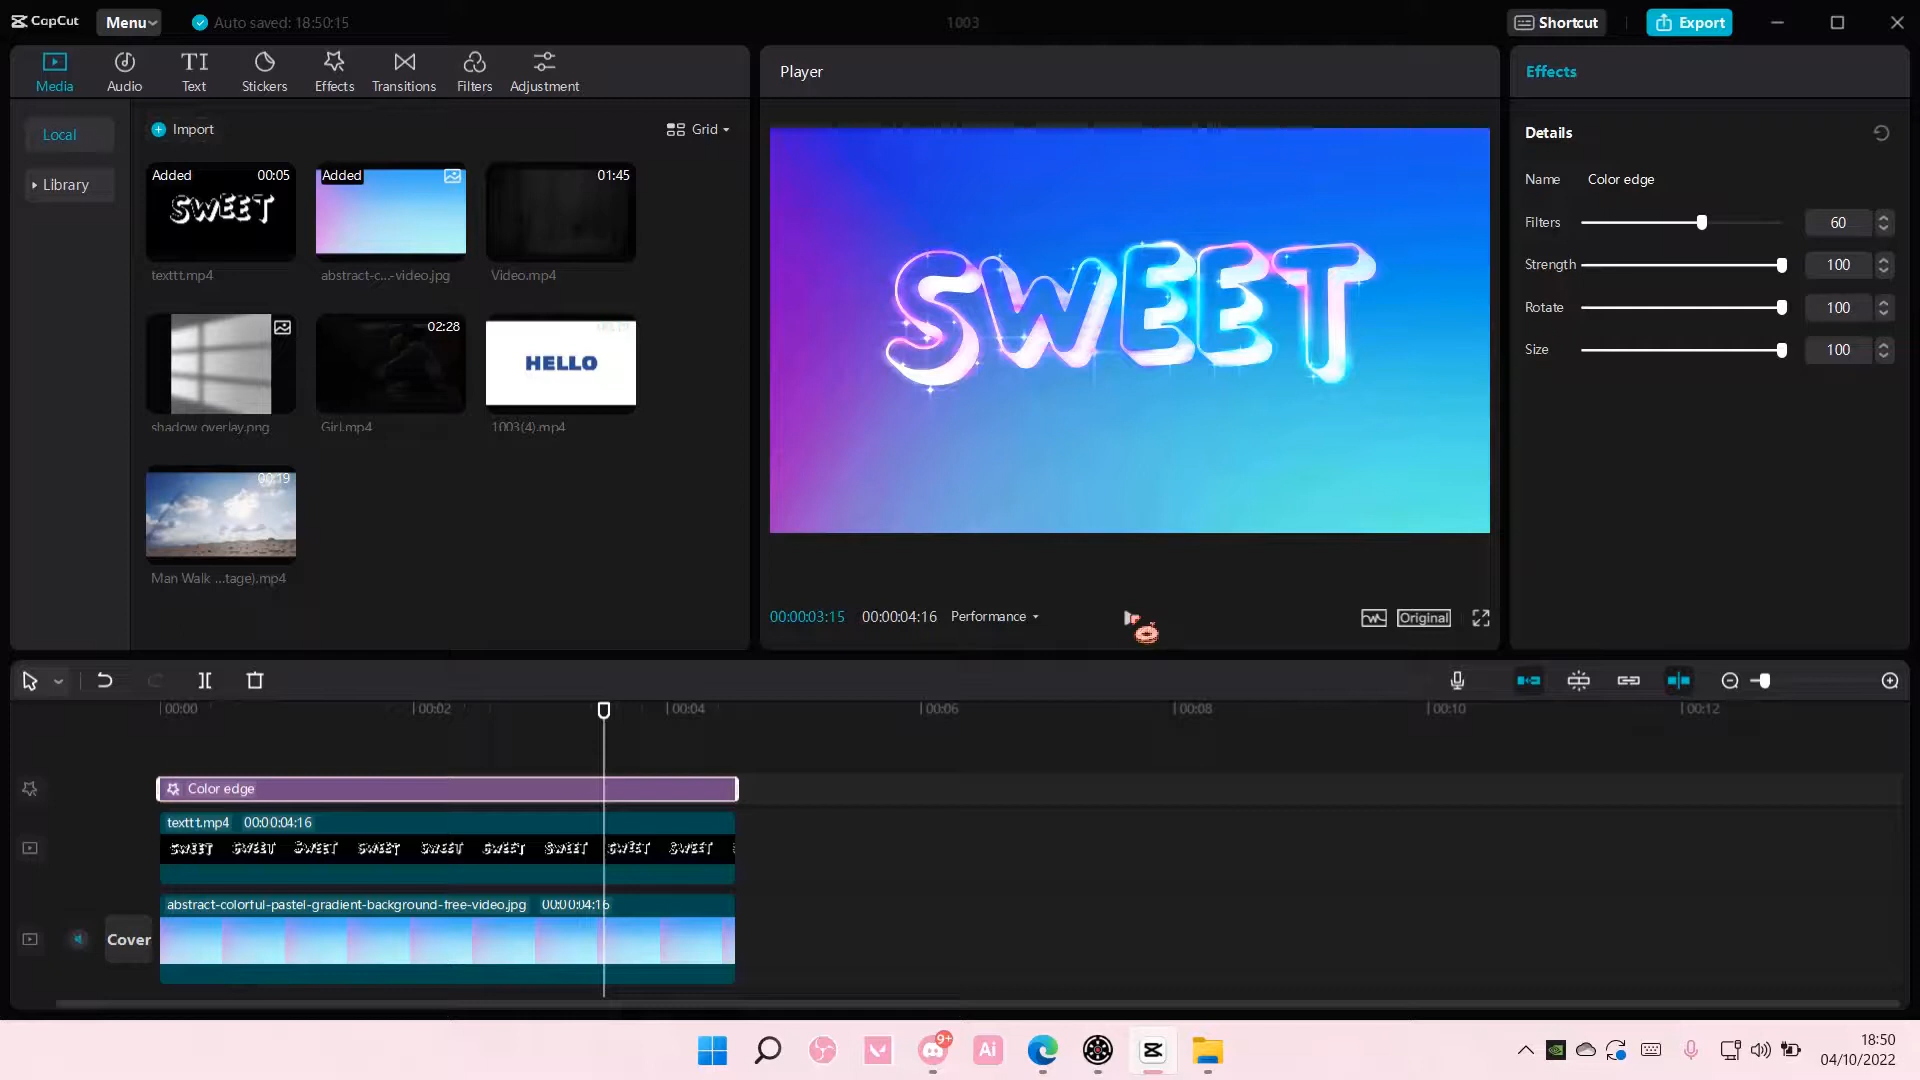 CapCut
Menu
Auto saved: 18:50:15
1003
Shortcut
Export
Media
Audio
Text
Stickers
Effects
Transitions
Filters
Adjustment
Player
Effects
Local
Library
Import
Grid
Added 00:05
SWEET
texttt.mp4
Added
abstract-c...-video.jpg
01:45
Video.mp4
shadow overlay.png
02:28
Girl.mp4
HELLO
1003(4).mp4
00:19
Man Walk ...tage).mp4
SWEET
00:00:03:15
00:00:04:16
Performance
Original
Details
Name Color edge
Filters 60
Strength 100
Rotate 100
Size 100
00:00
00:02
00:04
00:06
00:08
00:10
00:12
Color edge
texttt.mp4 00:00:04:16
SWEET SWEET SWEET SWEET SWEET SWEET SWEET SWEET SWEET
abstract-colorful-pastel-gradient-background-free-video.jpg 00:00:04:16
Cover
9+
Ai
18:50
04/10/2022